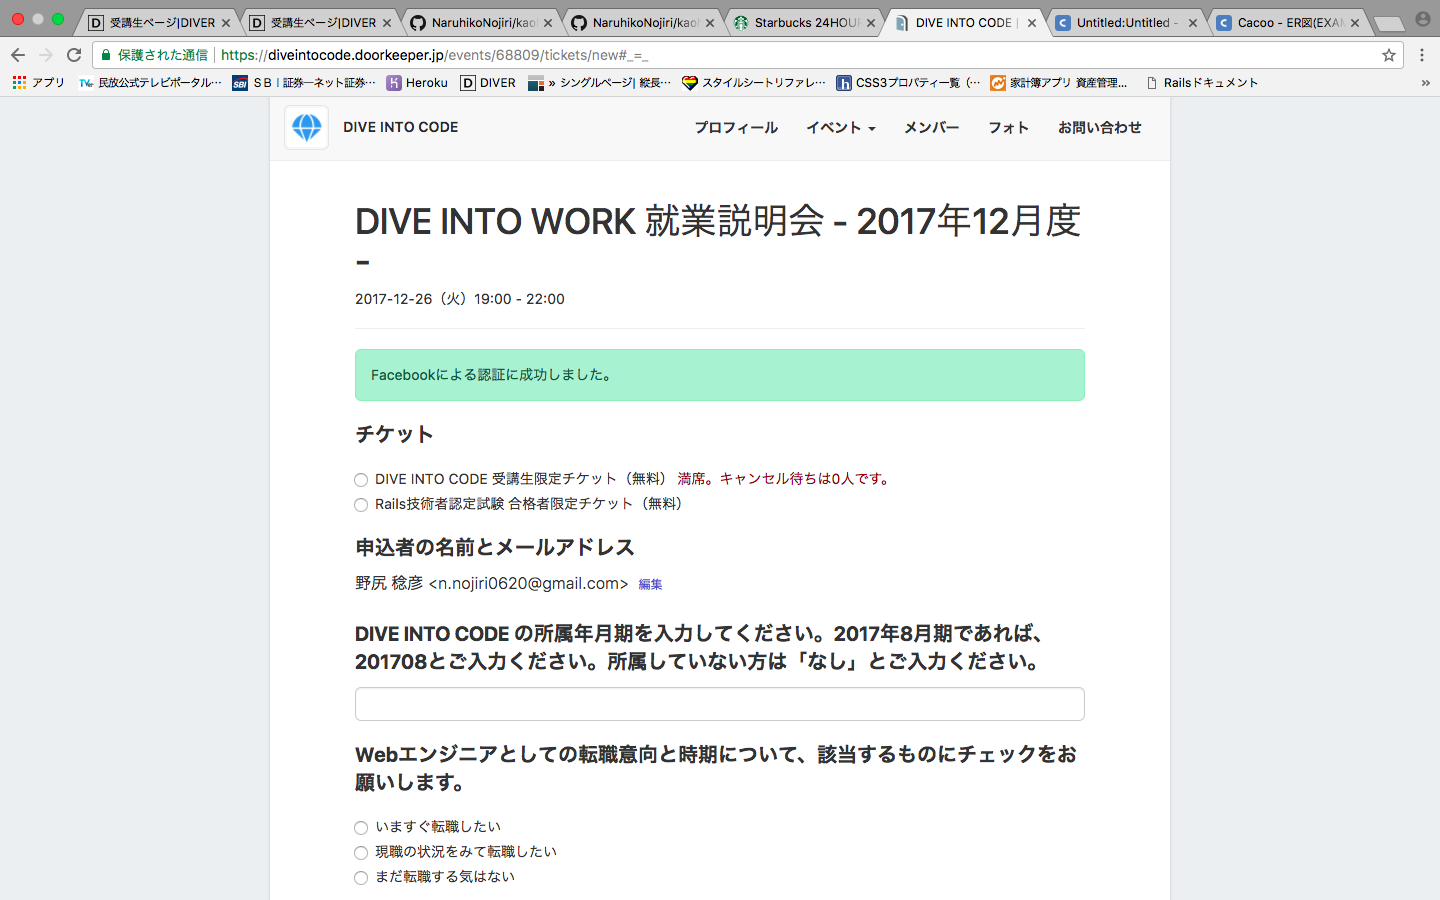 受講生ページ|DIVER
受講生ページ|DIVER
NaruhikoNojiri/kao
NaruhikoNojiri/kao
Starbucks 24HOU
DIVE INTO CODE |
Untitled:Untitled -
Cacoo - ER図(EXA
保護された通信
https://diveintocode.doorkeeper.jp/events/68809/tickets/new#_=_
アプリ
民放公式テレビポータル…
SBI
ＳＢＩ証券ーネット証券…
Heroku
DIVER
» シングルページ| 縦長…
スタイルシートリファレ…
CSS3プロパティ一覧（…
家計簿アプリ 資産管理...
Railsドキュメント
»
DIVE INTO CODE
プロフィール
イベント
メンバー
フォト
お問い合わせ
DIVE INTO WORK 就業説明会 - 2017年12月度
-
2017-12-26（火）19:00 - 22:00
Facebookによる認証に成功しました。
チケット
DIVE INTO CODE 受講生限定チケット（無料） 満席。キャンセル待ちは0人です。
Rails技術者認定試験 合格者限定チケット（無料）
申込者の名前とメールアドレス
野尻 稔彦 <n.nojiri0620@gmail.com> 編集
DIVE INTO CODE の所属年月期を入力してください。2017年8月期であれば、
201708とご入力ください。所属していない方は「なし」とご入力ください。
Webエンジニアとしての転職意向と時期について、該当するものにチェックをお
願いします。
いますぐ転職したい
現職の状況をみて転職したい
まだ転職する気はない